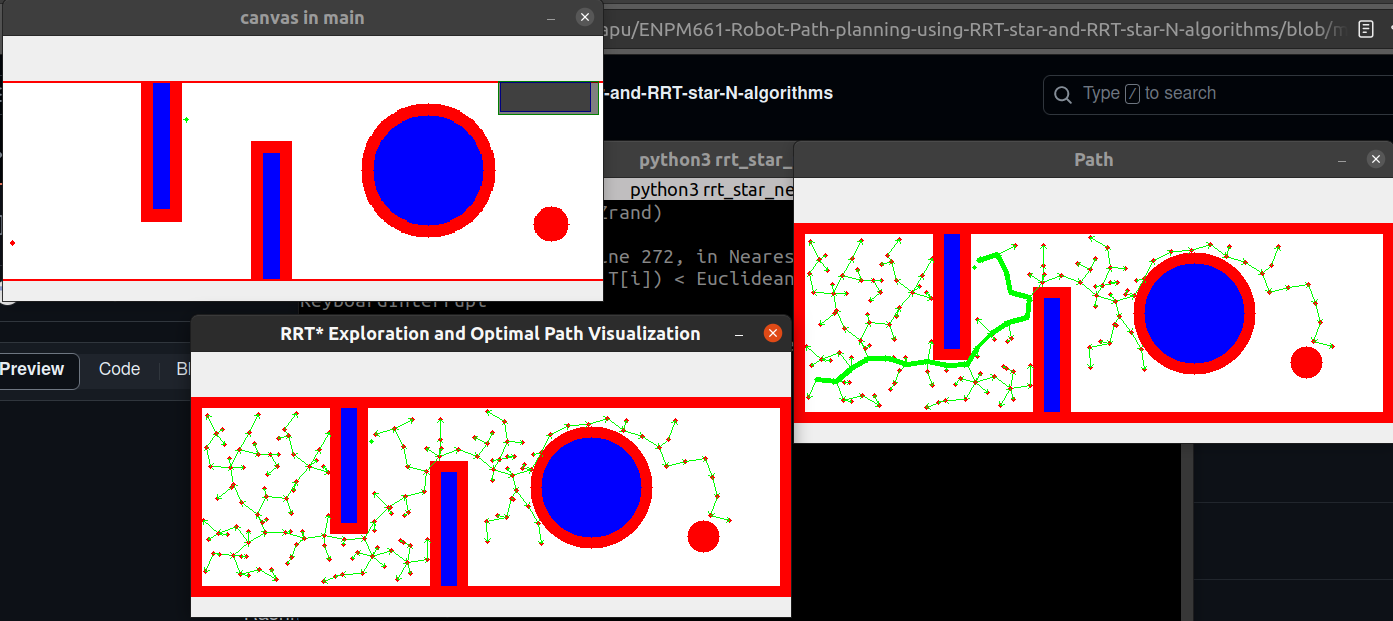 canvas in main
apu/ENPM661-Robot-Path-planning-using-RRT-star-and-RRT-star-N-algorithms/blob/m
-and-RRT-star-N-algorithms
Type / to search
python3 rrt_star_
Path
python3 rrt_star_ne
rand)
ne 272, in Neares
T[i]) < Euclidean
KeyboardInterrupt
RRT* Exploration and Optimal Path Visualization
Preview
Code
Bl